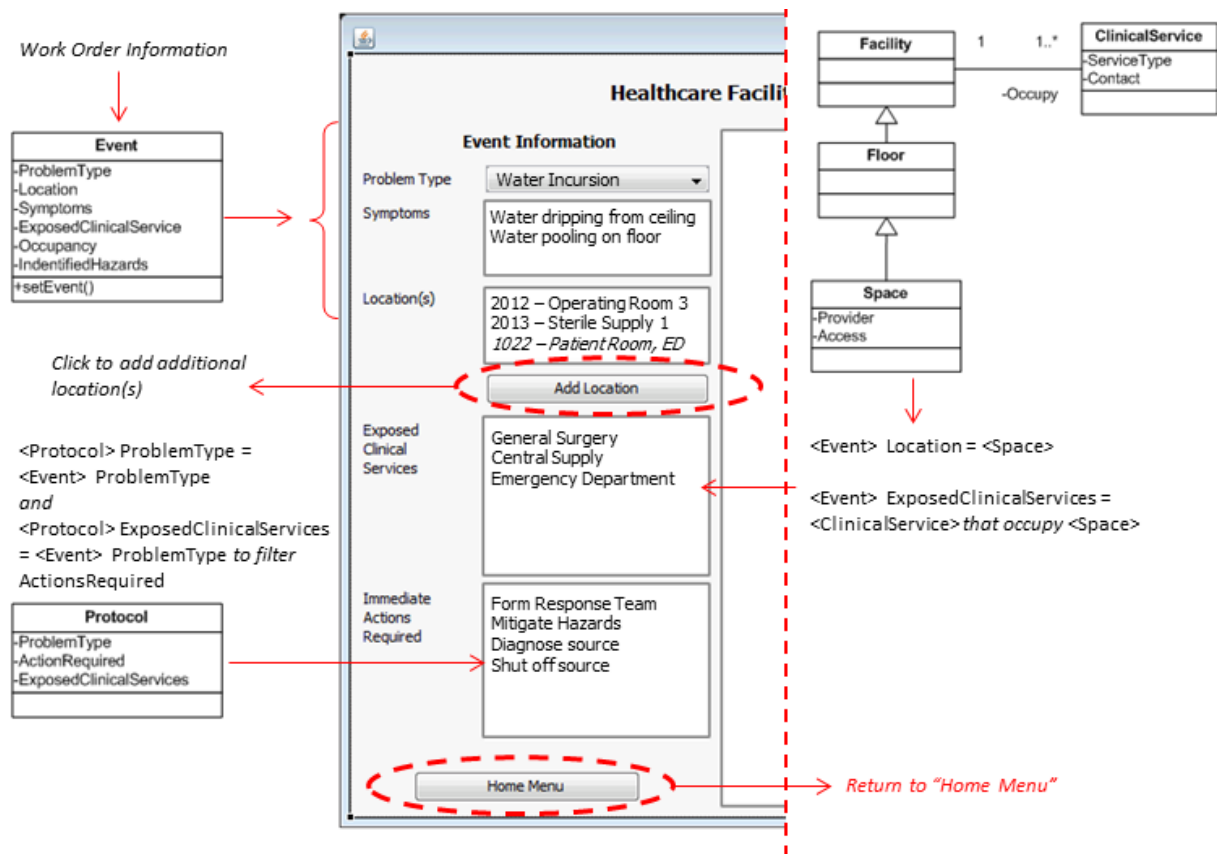 Work Order Information
Event
-ProblemType
-Location
-Symptoms
-ExposedClinicalService
-Occupancy
-IndentifiedHazards
+setEvent()
Click to add additional
location(s)
<Protocol> ProblemType =
<Event> ProblemType
and
<Protocol> ExposedClinicalServices
= <Event> ProblemType to filter
ActionsRequired
Protocol
-ProblemType
-ActionRequired
-ExposedClinicalServices
Healthcare Facili
Event Information
Problem Type
Water Incursion
Symptoms
Water dripping from ceiling
Water pooling on floor
Location(s)
2012 – Operating Room 3
2013 – Sterile Supply 1
1022 – Patient Room, ED
Add Location
Exposed
Clinical
Services
General Surgery
Central Supply
Emergency Department
Immediate
Actions
Required
Form Response Team
Mitigate Hazards
Diagnose source
Shut off source
Home Menu
Facility
1
1..*
ClinicalService
-ServiceType
-Contact
-Occupy
Floor
Space
-Provider
-Access
<Event> Location = <Space>
<Event> ExposedClinicalServices =
<ClinicalService> that occupy <Space>
Return to “Home Menu”